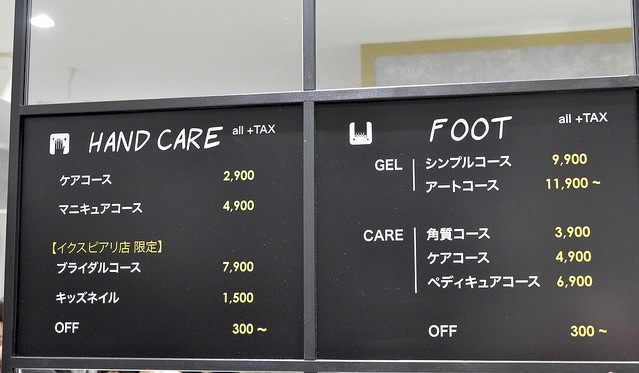 HAND CARE all +TAX
ケアコース 2,900
マニキュアコース 4,900
【イクスピアリ店 限定】
ブライダルコース 7,900
キッズネイル 1,500
OFF 300～
FOOT all +TAX
GEL シンプルコース 9,900
アートコース 11,900～
CARE 角質コース 3,900
ケアコース 4,900
ペディキュアコース 6,900
OFF 300～